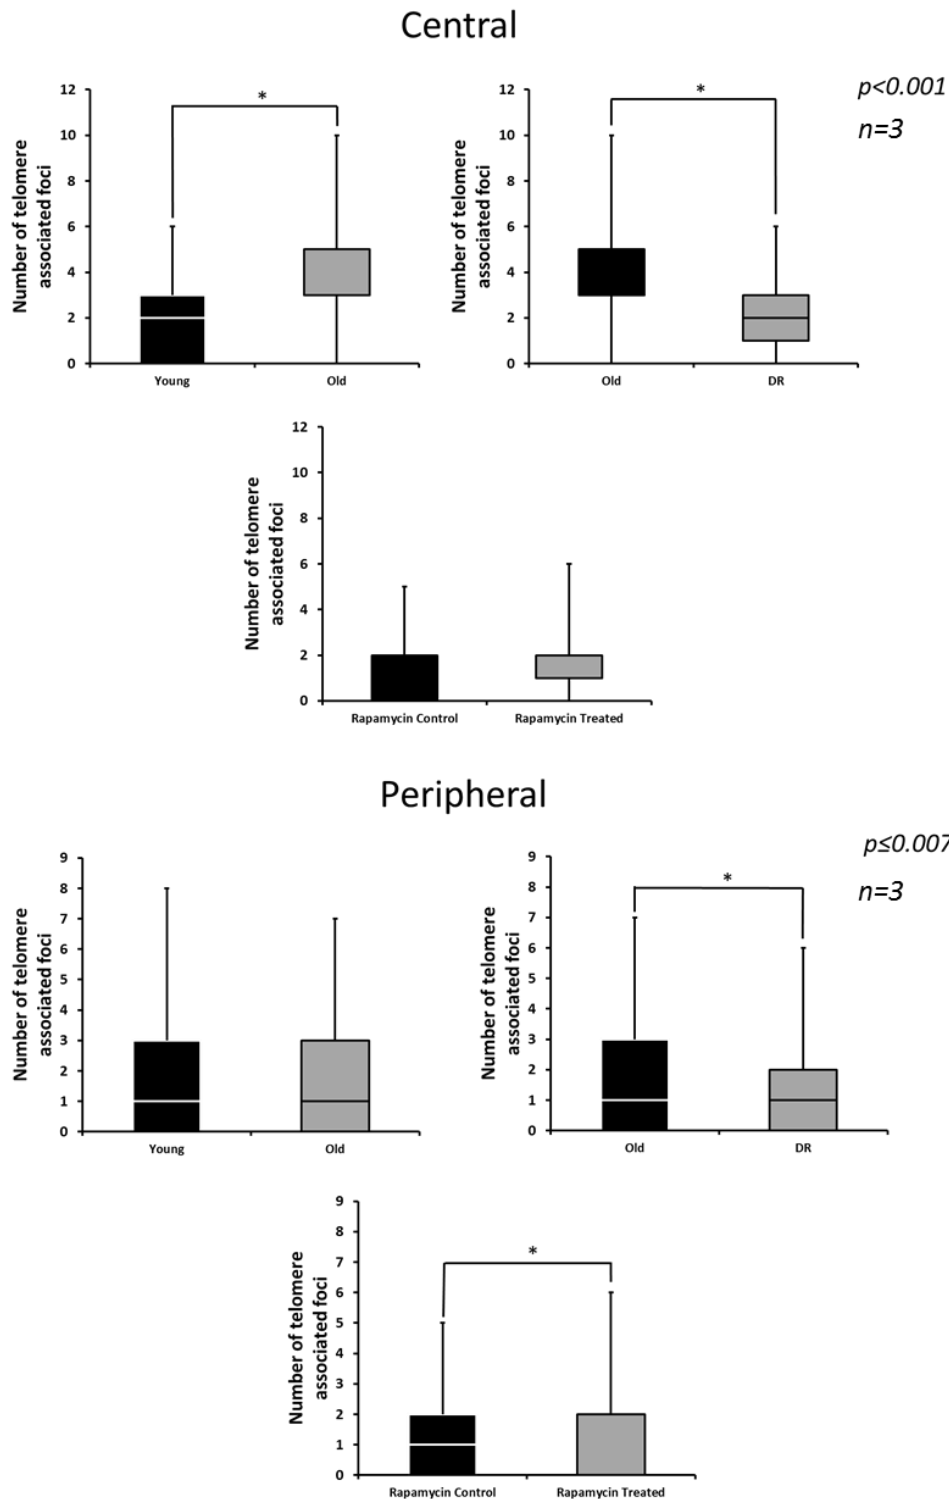 Central
p<0.001
n=3
Number of telomere
associated foci
12
10
8
6
4
2
0
*
Young
Old
Number of telomere
associated foci
12
10
8
6
4
2
0
*
Old
DR
Number of telomere
associated foci
12
10
8
6
4
2
0
Rapamycin Control
Rapamycin Treated
Peripheral
p≤0.007
n=3
Number of telomere
associated foci
9
8
7
6
5
4
3
2
1
0
Young
Old
Number of telomere
associated foci
9
8
7
6
5
4
3
2
1
0
*
Old
DR
Number of telomere
associated foci
9
8
7
6
5
4
3
2
1
0
*
Rapamycin Control
Rapamycin Treated